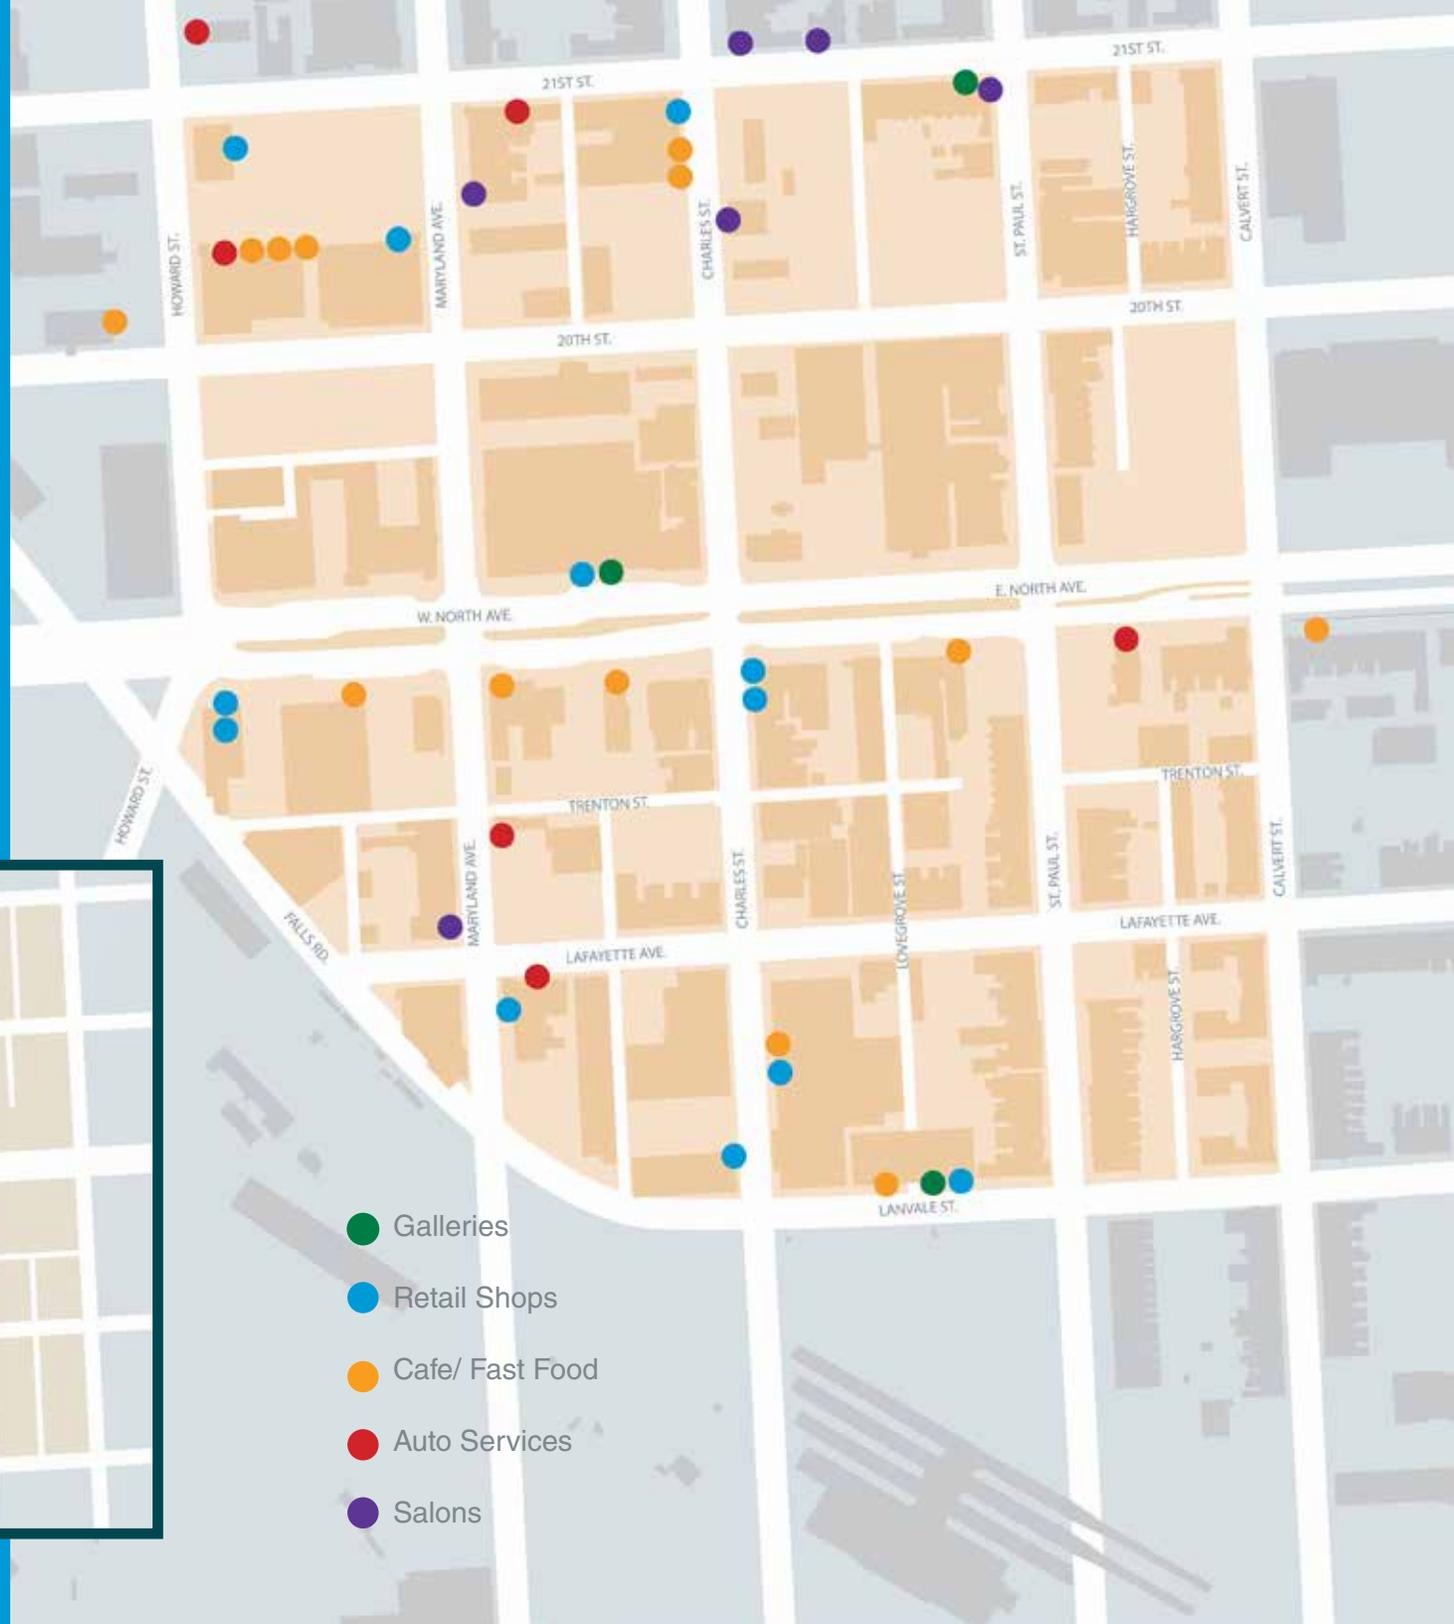 21ST ST.
21ST ST.
HOWARD ST.
MARYLAND AVE.
CHARLES ST.
ST. PAUL ST.
HARGROVE ST.
CALVERT ST.
20TH ST.
20TH ST.
W. NORTH AVE.
E. NORTH AVE.
HOWARD ST.
TRENTON ST.
TRENTON ST.
FALLS RD.
MARYLAND AVE.
CHARLES ST.
LOVEGROVE ST.
ST. PAUL ST.
CALVERT ST.
LAFAYETTE AVE.
LAFAYETTE AVE.
HARGROVE ST.
LANVALE ST.
Galleries
Retail Shops
Cafe/ Fast Food
Auto Services
Salons